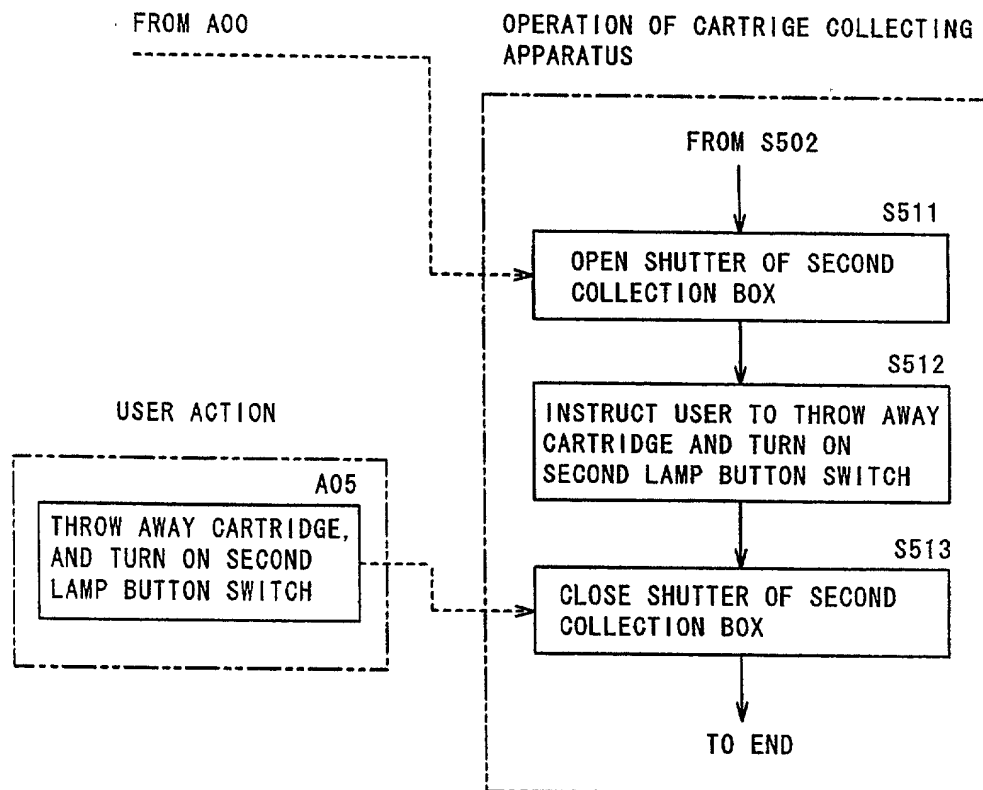 FROM A00
OPERATION OF CARTRIGE COLLECTING
APPARATUS
FROM S502
S511
OPEN SHUTTER OF SECOND
COLLECTION BOX
S512
INSTRUCT USER TO THROW AWAY
CARTRIDGE AND TURN ON
SECOND LAMP BUTTON SWITCH
USER ACTION
A05
THROW AWAY CARTRIDGE,
AND TURN ON SECOND
LAMP BUTTON SWITCH
S513
CLOSE SHUTTER OF SECOND
COLLECTION BOX
TO END